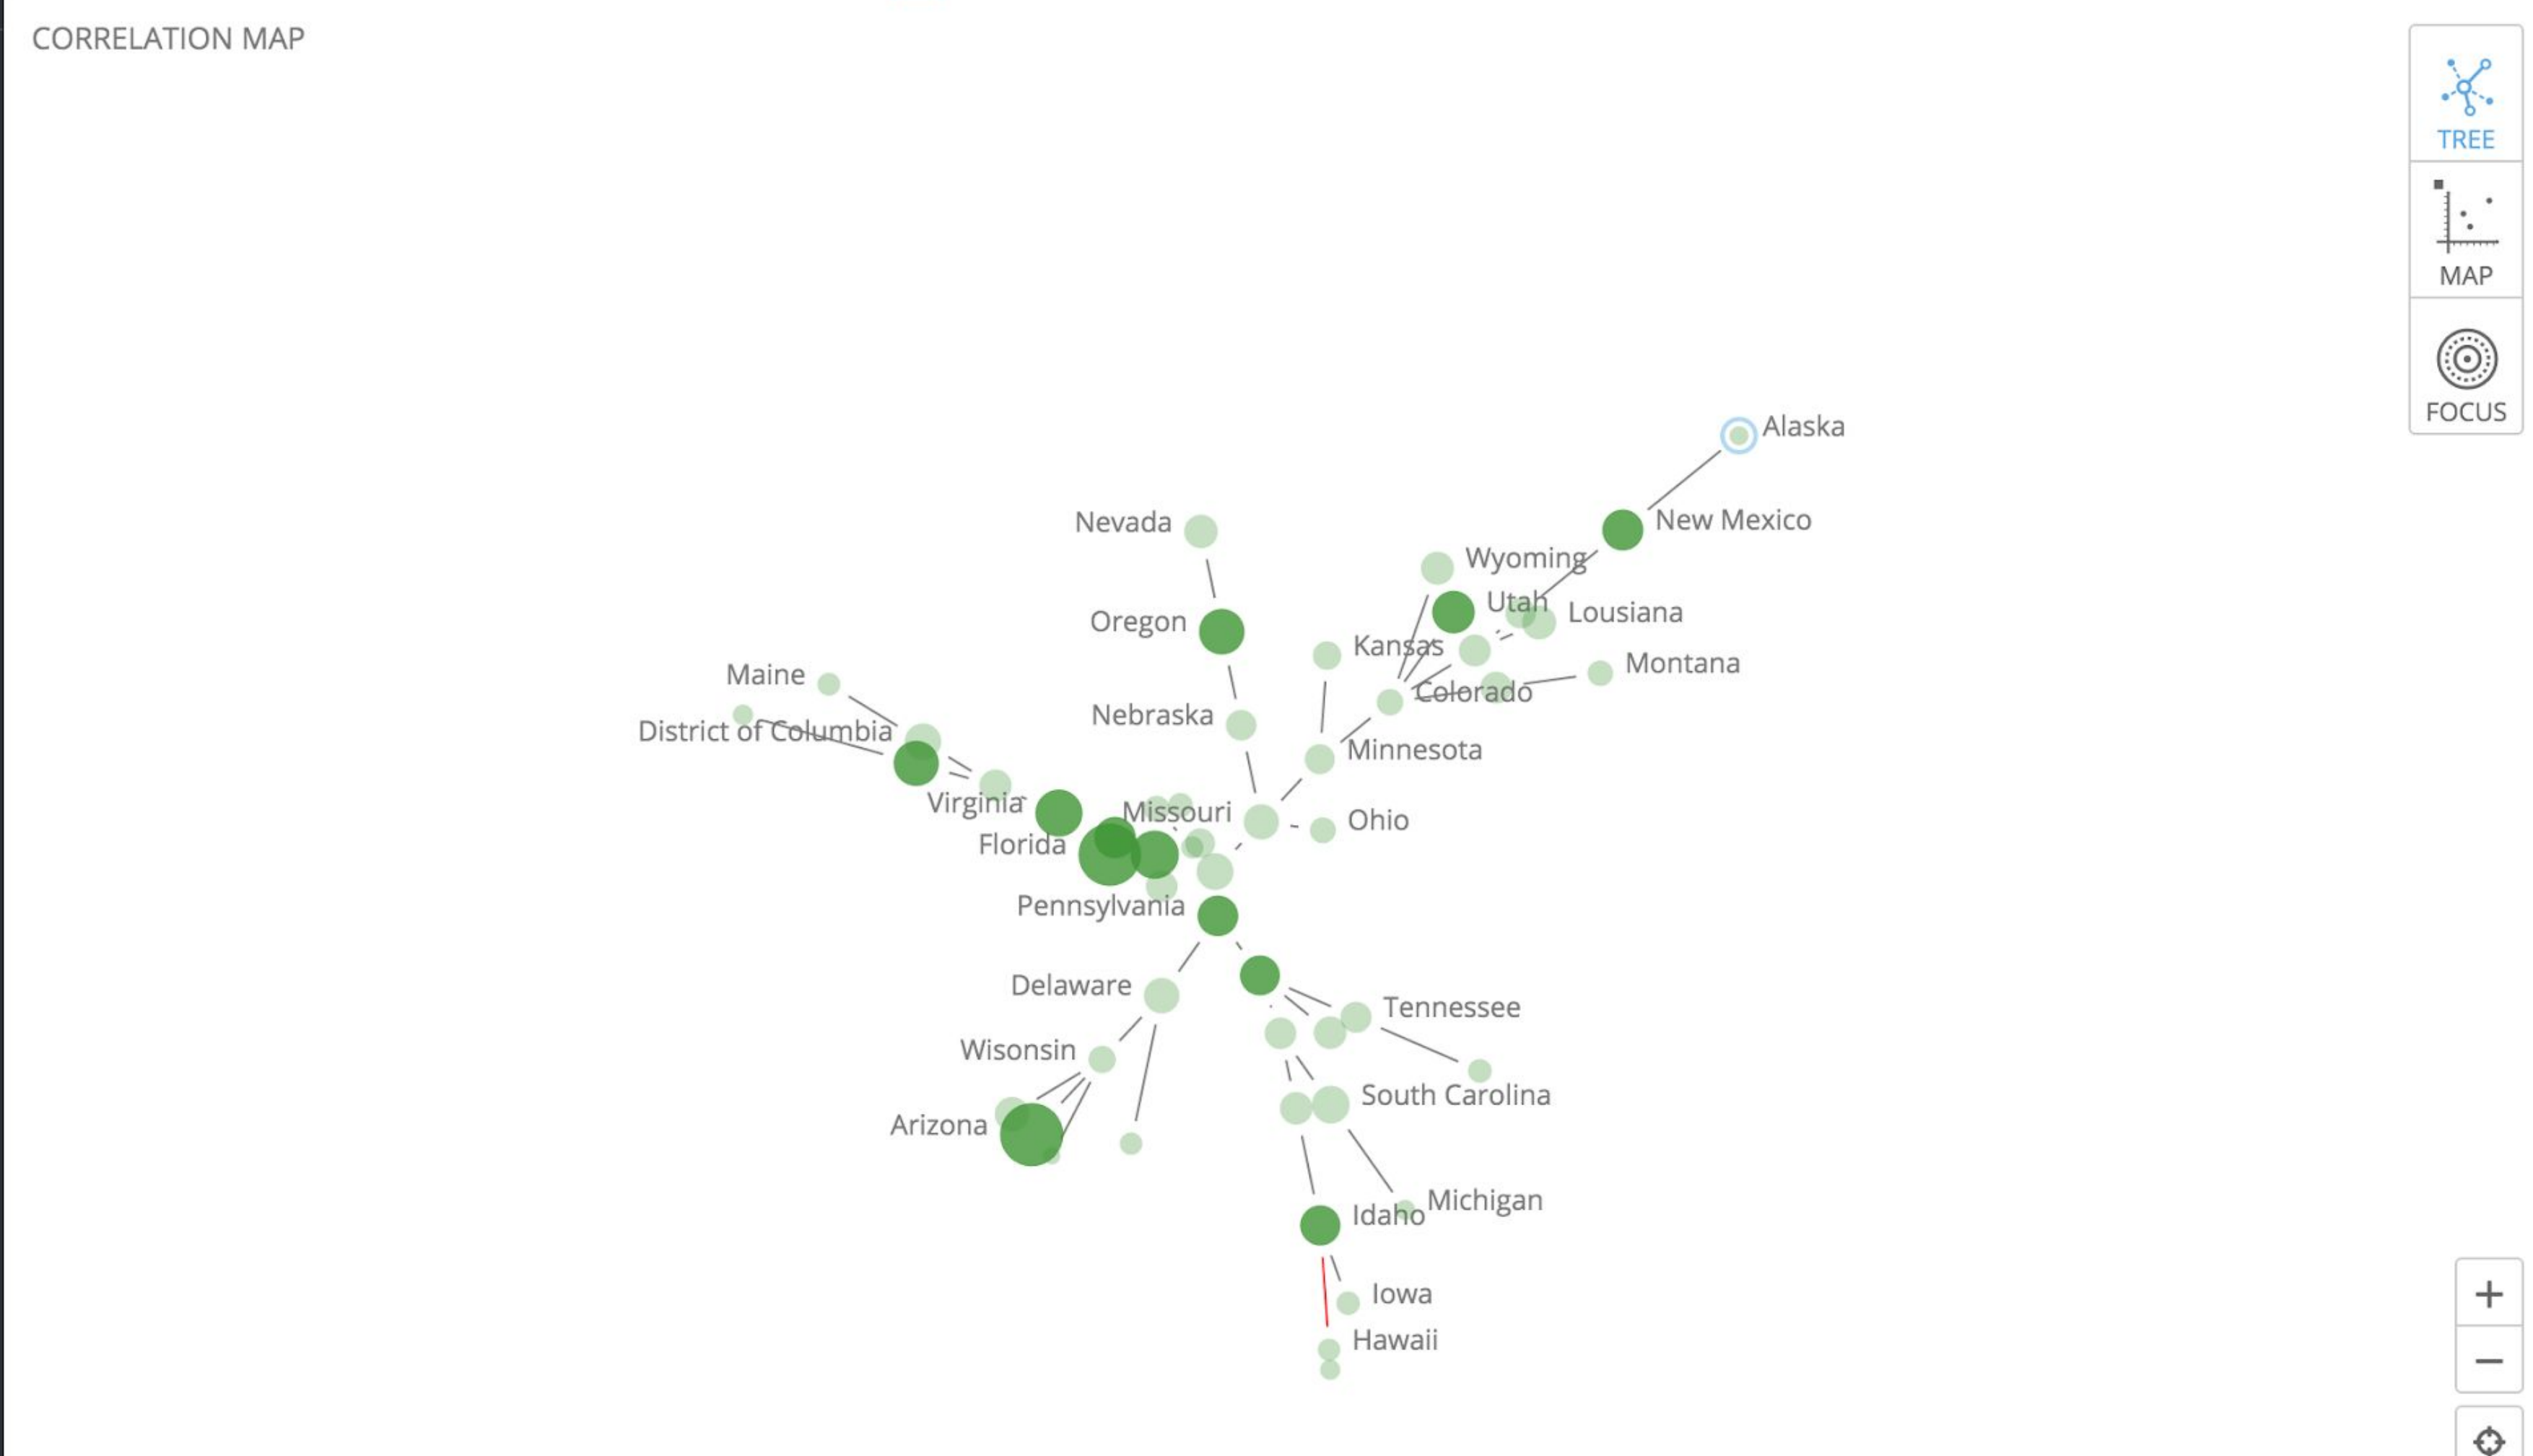 CORRELATION MAP
TREE
MAP
FOCUS
Alaska
New Mexico
Nevada
Wyoming
Utah
Lousiana
Oregon
Kansas
Montana
Maine
Colorado
Nebraska
District of Columbia
Minnesota
Virginia
Missouri
Ohio
Florida
Pennsylvania
Delaware
Tennessee
Wisonsin
South Carolina
Arizona
Michigan
Idaho
Iowa
Hawaii